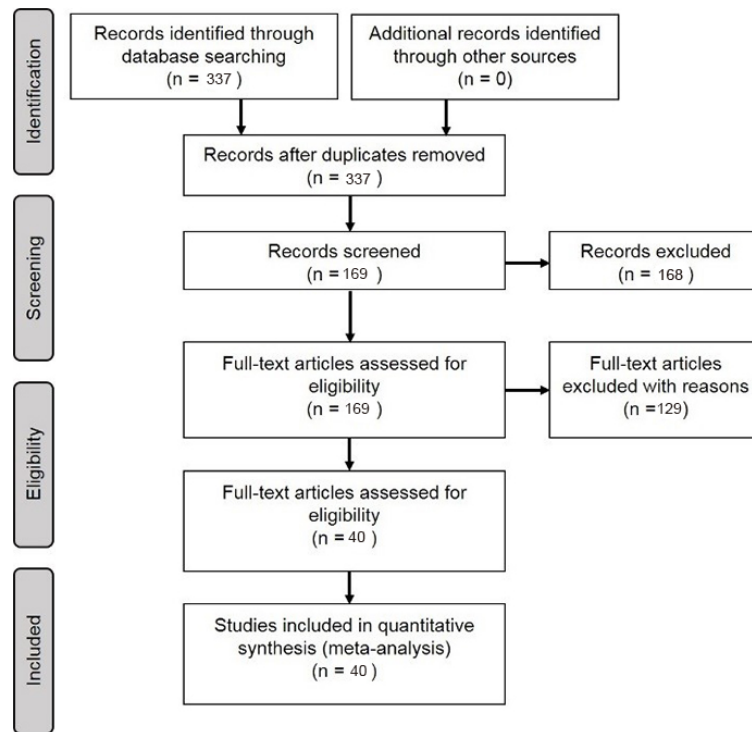 Identification
Records identified through
database searching
(n = 337 )
Additional records identified
through other sources
(n = 0)
Records after duplicates removed
(n = 337 )
Screening
Records screened
(n =169 )
Records excluded
(n = 168 )
Full-text articles assessed for
eligibility
(n = 169 )
Full-text articles
excluded with reasons
(n =129)
Eligibility
Full-text articles assessed for
eligibility
(n = 40 )
Included
Studies included in quantitative
synthesis (meta-analysis)
(n = 40 )